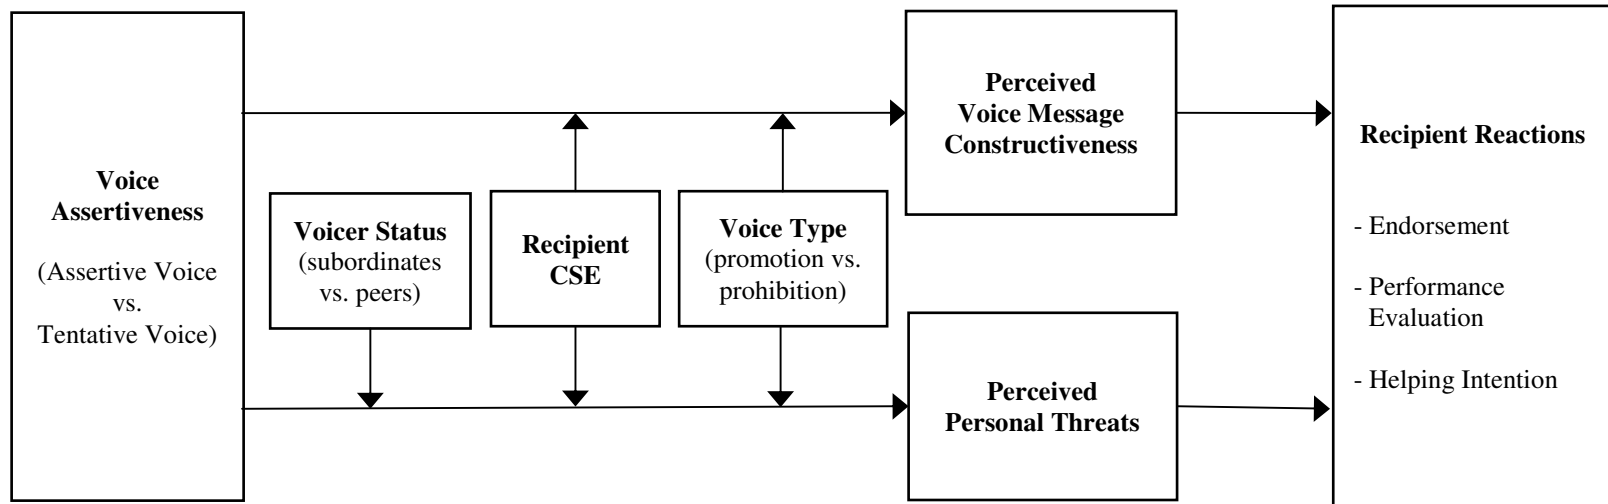 Voice
Assertiveness
(Assertive Voice
vs.
Tentative Voice)
Voicer Status
(subordinates
vs. peers)
Recipient
CSE
Voice Type
(promotion vs.
prohibition)
Perceived
Voice Message
Constructiveness
Perceived
Personal Threats
Recipient Reactions
- Endorsement
- Performance
Evaluation
- Helping Intention